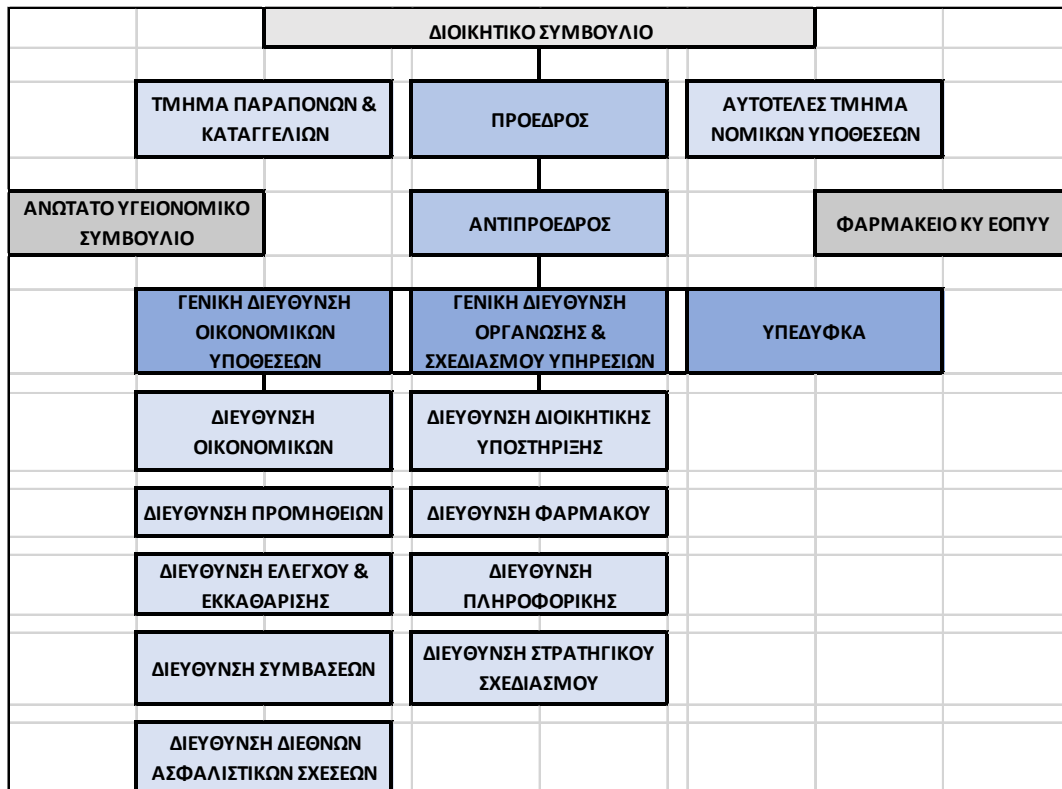 ΔΙΟΙΚΗΤΙΚΟ ΣΥΜΒΟΥΛΙΟ
ΤΜΗΜΑ ΠΑΡΑΠΟΝΩΝ &
ΚΑΤΑΓΓΕΛΙΩΝ
ΠΡΟΕΔΡΟΣ
ΑΥΤΟΤΕΛΕΣ ΤΜΗΜΑ
ΝΟΜΙΚΩΝ ΥΠΟΘΕΣΕΩΝ
ΑΝΩΤΑΤΟ ΥΓΕΙΟΝΟΜΙΚΟ
ΣΥΜΒΟΥΛΙΟ
ΑΝΤΙΠΡΟΕΔΡΟΣ
ΦΑΡΜΑΚΕΙΟ ΚΥ ΕΟΠΥΥ
ΓΕΝΙΚΗ ΔΙΕΥΘΥΝΣΗ
ΟΙΚΟΝΟΜΙΚΩΝ
ΥΠΟΘΕΣΕΩΝ
ΓΕΝΙΚΗ ΔΙΕΥΘΥΝΣΗ
ΟΡΓΑΝΩΣΗΣ &
ΣΧΕΔΙΑΣΜΟΥ ΥΠΗΡΕΣΙΩΝ
ΥΠΕΔΥΦΚΑ
ΔΙΕΥΘΥΝΣΗ
ΟΙΚΟΝΟΜΙΚΩΝ
ΔΙΕΥΘΥΝΣΗ ΔΙΟΙΚΗΤΙΚΗΣ
ΥΠΟΣΤΗΡΙΞΗΣ
ΔΙΕΥΘΥΝΣΗ ΠΡΟΜΗΘΕΙΩΝ
ΔΙΕΥΘΥΝΣΗ ΦΑΡΜΑΚΟΥ
ΔΙΕΥΘΥΝΣΗ ΕΛΕΓΧΟΥ &
ΕΚΚΑΘΑΡΙΣΗΣ
ΔΙΕΥΘΥΝΣΗ
ΠΛΗΡΟΦΟΡΙΚΗΣ
ΔΙΕΥΘΥΝΣΗ ΣΥΜΒΑΣΕΩΝ
ΔΙΕΥΘΥΝΣΗ ΣΤΡΑΤΗΓΙΚΟΥ
ΣΧΕΔΙΑΣΜΟΥ
ΔΙΕΥΘΥΝΣΗ ΔΙΕΘΝΩΝ
ΑΣΦΑΛΙΣΤΙΚΩΝ ΣΧΕΣΕΩΝ